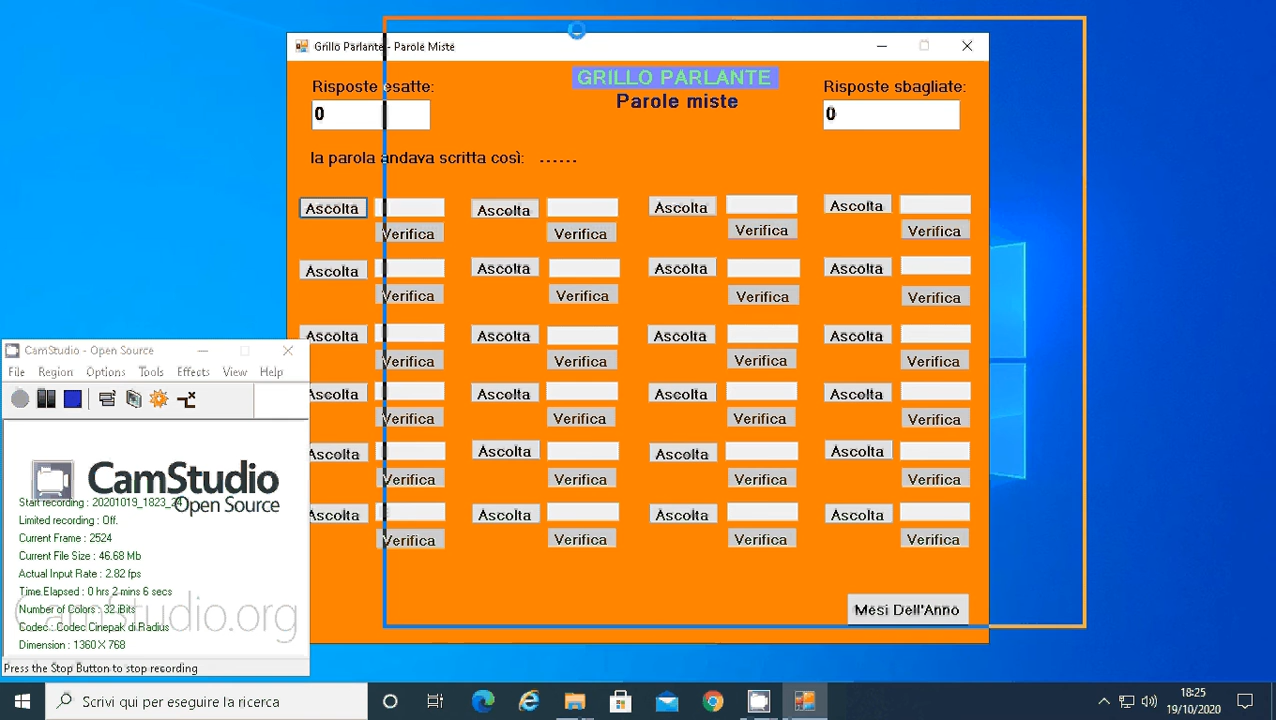 Grillo Parlante - Parole Miste
Risposte esatte:
GRILLO PARLANTE
Parole miste
Risposte sbagliate:
0
0
la parola andava scritta così: ......
Ascolta Ascolta Ascolta Ascolta
Verifica Verifica Verifica Verifica
Ascolta Ascolta Ascolta Ascolta
Verifica Verifica Verifica Verifica
Ascolta Ascolta Ascolta Ascolta
Verifica Verifica Verifica Verifica
Ascolta Ascolta Ascolta Ascolta
Verifica Verifica Verifica Verifica
Ascolta Ascolta Ascolta Ascolta
Verifica Verifica Verifica Verifica
Ascolta Ascolta Ascolta Ascolta
Verifica Verifica Verifica Verifica
Mesi Dell'Anno
CamStudio - Open Source
File Region Options Tools Effects View Help
CamStudio
Open Source
Start recording : 20201019_1823_24
Limited recording : Off.
Current Frame : 2524
Current File Size : 46.68 Mb
Actual Input Rate : 2.82 fps
Time Elapsed : 0 hrs 2 mins 6 secs
Number of Colors : 32 Bits
Codec : Codec Cinepak di Radius
Dimension : 1360 X 768
CamStudio.org
Press the Stop Button to stop recording
Scrivi qui per eseguire la ricerca
18:25
19/10/2020